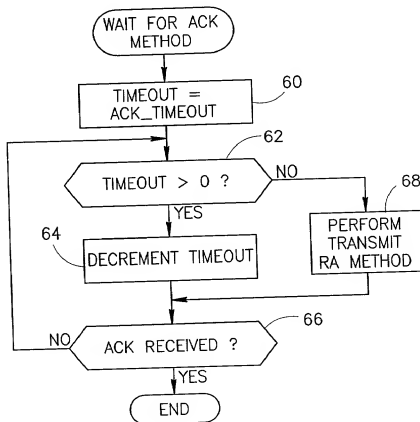 WAIT FOR ACK
METHOD
TIMEOUT =
ACK_TIMEOUT
60
62
TIMEOUT > 0 ?
NO
68
YES
64
DECREMENT TIMEOUT
PERFORM
TRANSMIT
RA METHOD
66
NO
ACK RECEIVED ?
YES
END